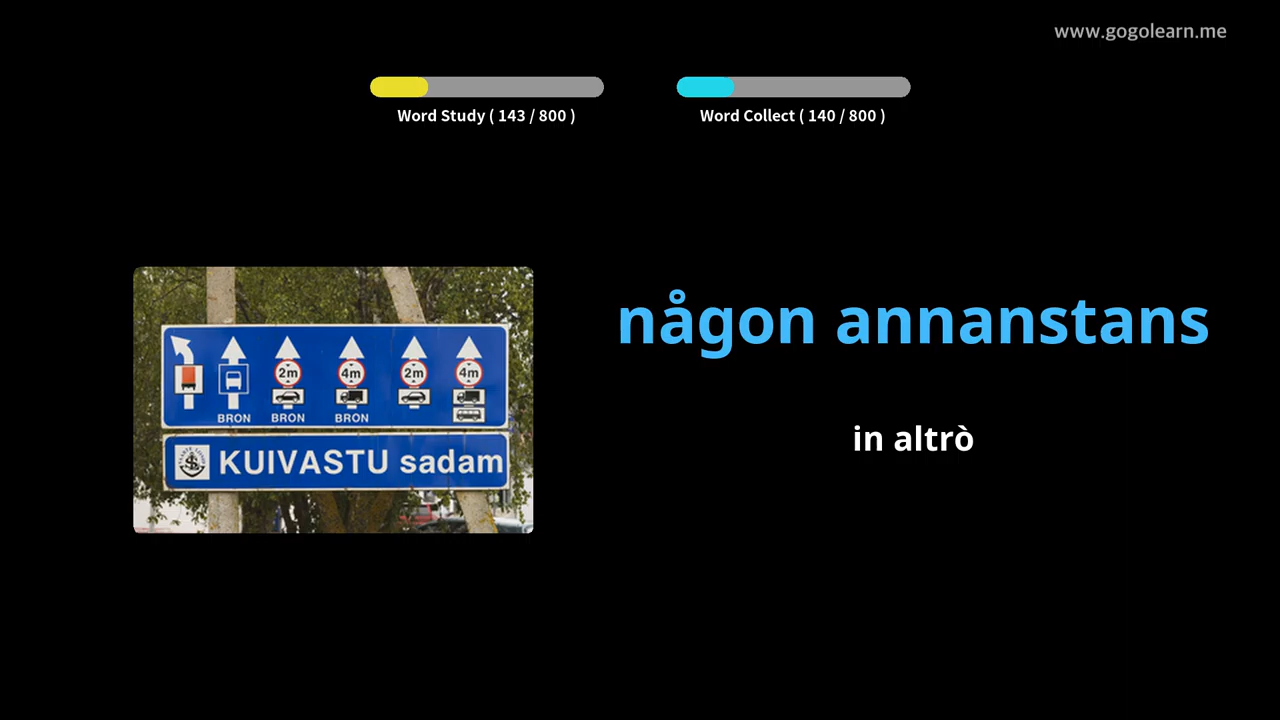 www.gogolearn.me
Word Study ( 143 / 800 )
Word Collect ( 140 / 800 )
2m
4m
2m
4m
BRON
BRON
BRON
KUIVASTU sadam
någon annanstans
in altrò